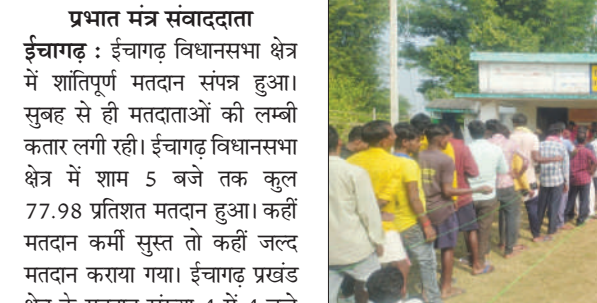 प्रभात मंत्र संवाददाता
ईचागढ़ : ईचागढ़ विधानसभा क्षेत्र
में शांतिपूर्ण मतदान संपन्न हुआ।
सुबह से ही मतदाताओं की लम्बी
कतार लगी रही। ईचागढ़ विधानसभा
क्षेत्र में शाम 5 बजे तक कुल
77.98 प्रतिशत मतदान हुआ। कहीं
मतदान कर्मी सुस्त तो कहीं जल्द
मतदान कराया गया। ईचागढ़ प्रखंड